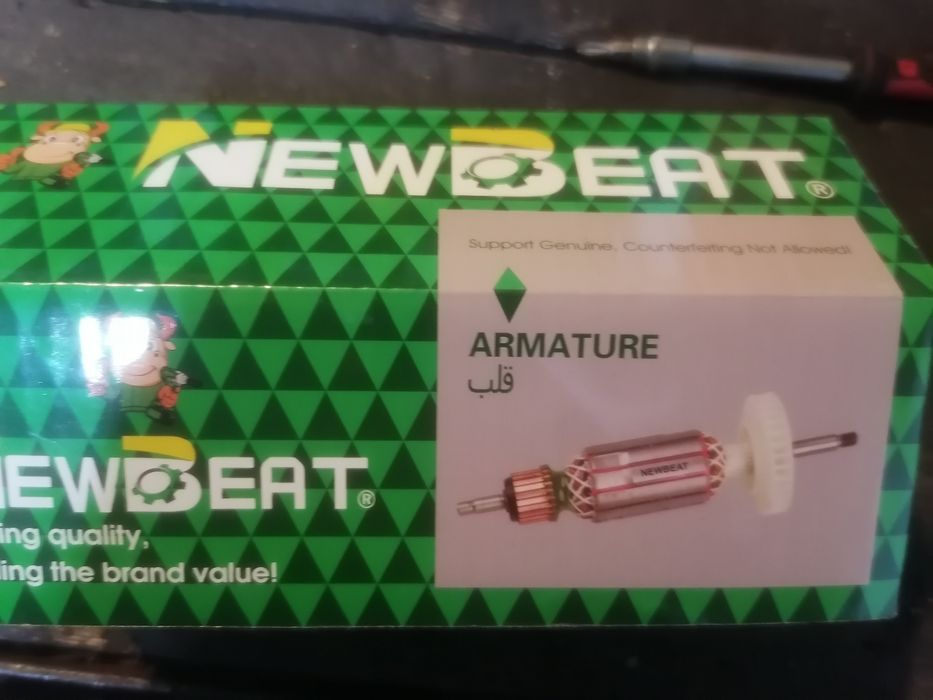 NEWBEAT®
Support Genuine, Counterfeiting Not Allowed!
ARMATURE
قلب
NEWBEAT
EWBEAT®
ing quality,
ing the brand value!